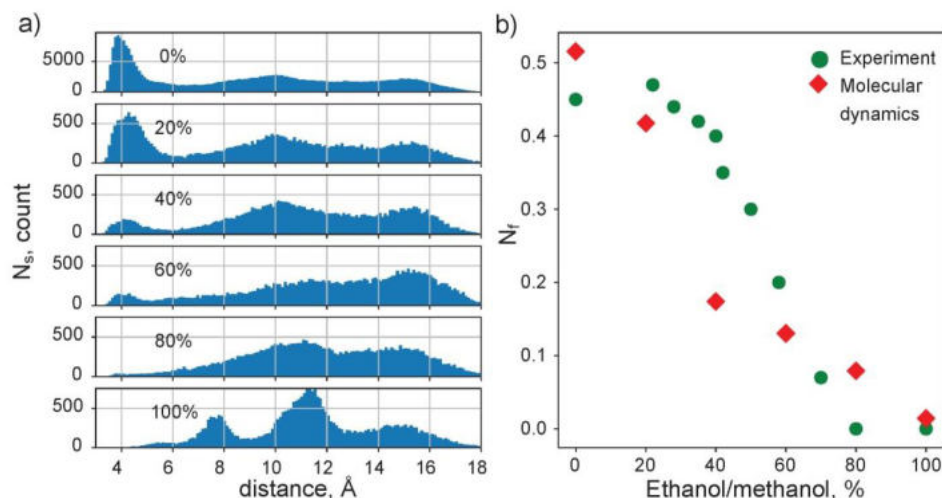 a)
0%
5000
0
20%
500
0
40%
500
0
60%
500
0
80%
500
0
100%
500
0
4 6 8 10 12 14 16 18
distance, Å
Ns, count
b)
Experiment
Molecular
dynamics
0.5
0.4
0.3
0.2
0.1
0.0
Nf
0 20 40 60 80 100
Ethanol/methanol, %